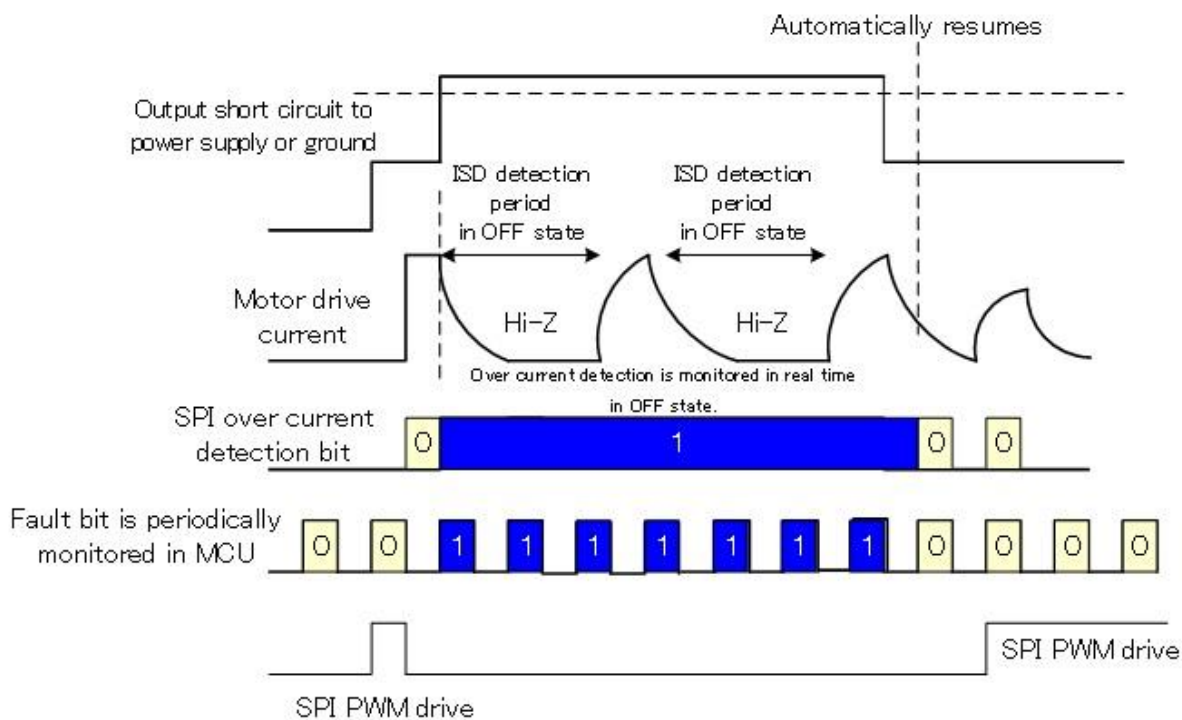 Automatically resumes
Output short circuit to
power supply or ground
ISD detection
period
in OFF state
ISD detection
period
in OFF state
Motor drive
current
Hi-Z
Hi-Z
Over current detection is monitored in real time
in OFF state.
SPI over current
detection bit
0 1 0 0
Fault bit is periodically
monitored in MCU
0 0 1 1 1 1 1 1 1 0 0 0 0
SPI PWM drive
SPI PWM drive